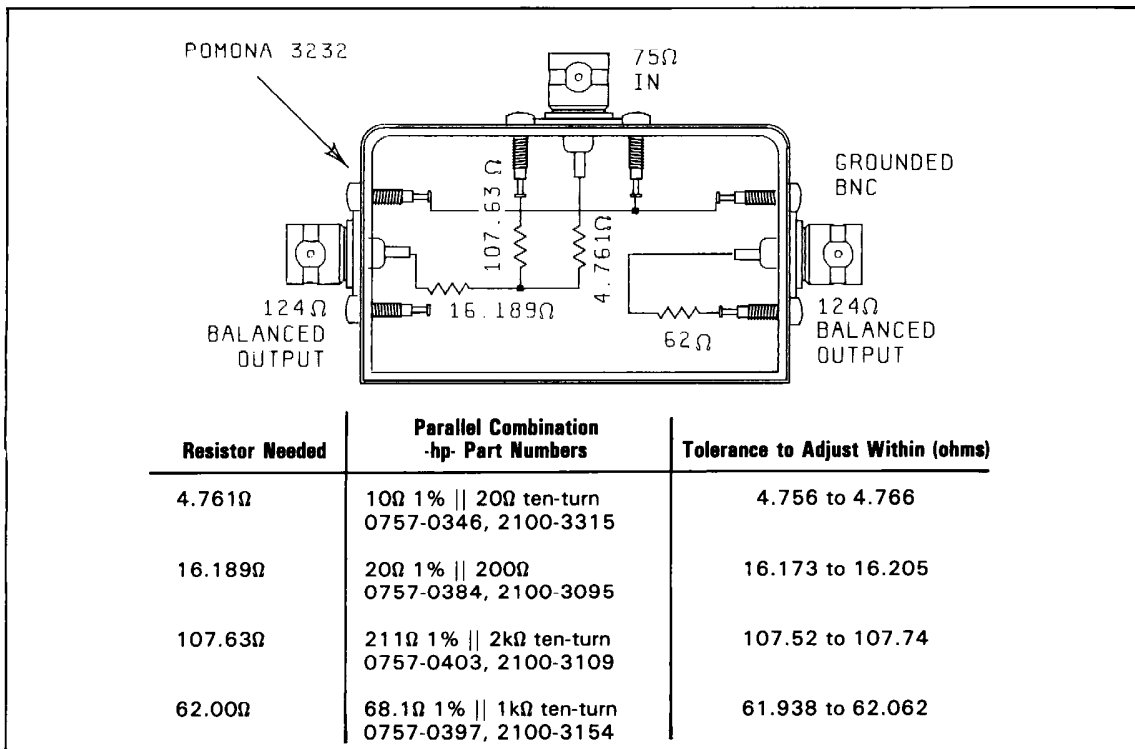 POMONA 3232
75Ω
IN
GROUNDED
BNC
107.63 Ω
4.761Ω
16.189Ω
62Ω
124Ω
BALANCED
OUTPUT
124Ω
BALANCED
OUTPUT
Resistor Needed
Parallel Combination
-hp- Part Numbers
Tolerance to Adjust Within (ohms)
4.761Ω
10Ω 1% || 20Ω ten-turn
4.756 to 4.766
0757-0346, 2100-3315
16.189Ω
20Ω 1% || 200Ω
16.173 to 16.205
0757-0384, 2100-3095
107.63Ω
211Ω 1% || 2kΩ ten-turn
107.52 to 107.74
0757-0403, 2100-3109
62.00Ω
68.1Ω 1% || 1kΩ ten-turn
61.938 to 62.062
0757-0397, 2100-3154